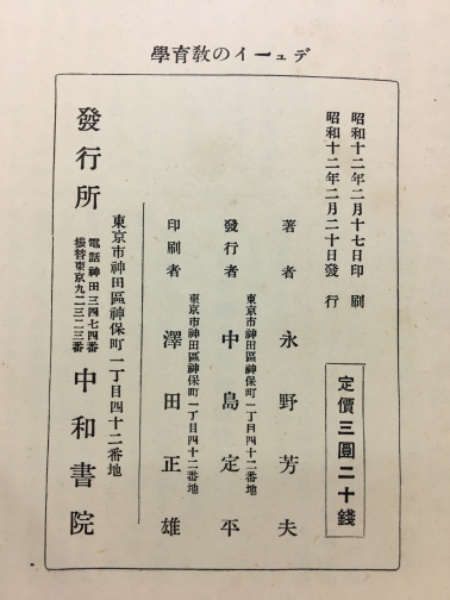 學育敎のイーュデ
昭和十二年二月十七日印刷
昭和十二年二月二十日發行
定價三圓二十錢
著者 永野芳夫
東京市神田區神保町一丁目四十二番地
發行者 中島定平
東京市神田區神保町一丁目四十二番地
印刷者 澤田正雄
東京市神田區神保町一丁目四十二番地
發行所 中和書院
電話神田三四七四番
振替東京九二三二三番